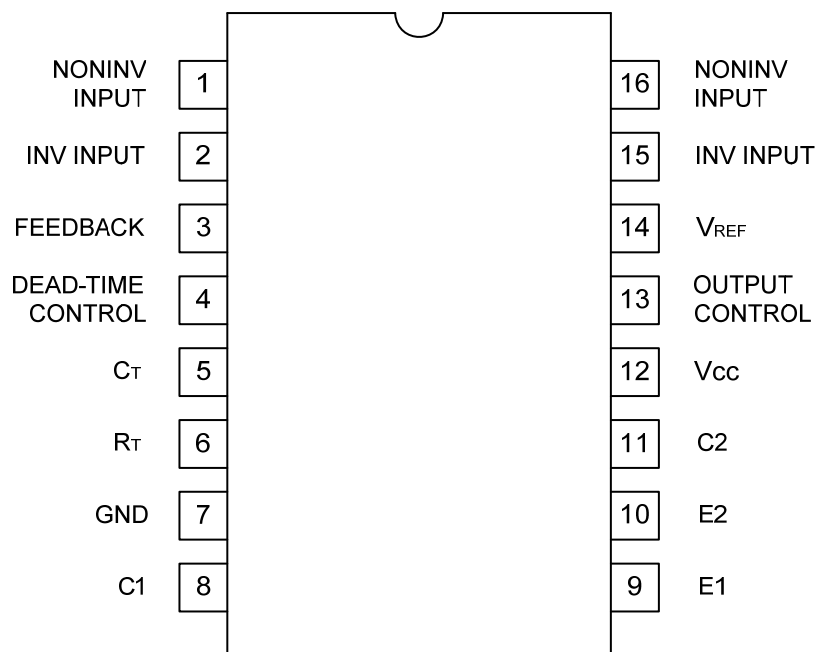 NONINV
INPUT
1
16
NONINV
INPUT
INV INPUT
2
15
INV INPUT
FEEDBACK
3
14
VREF
DEAD-TIME
CONTROL
4
13
OUTPUT
CONTROL
CT
5
12
Vcc
RT
6
11
C2
GND
7
10
E2
C1
8
9
E1